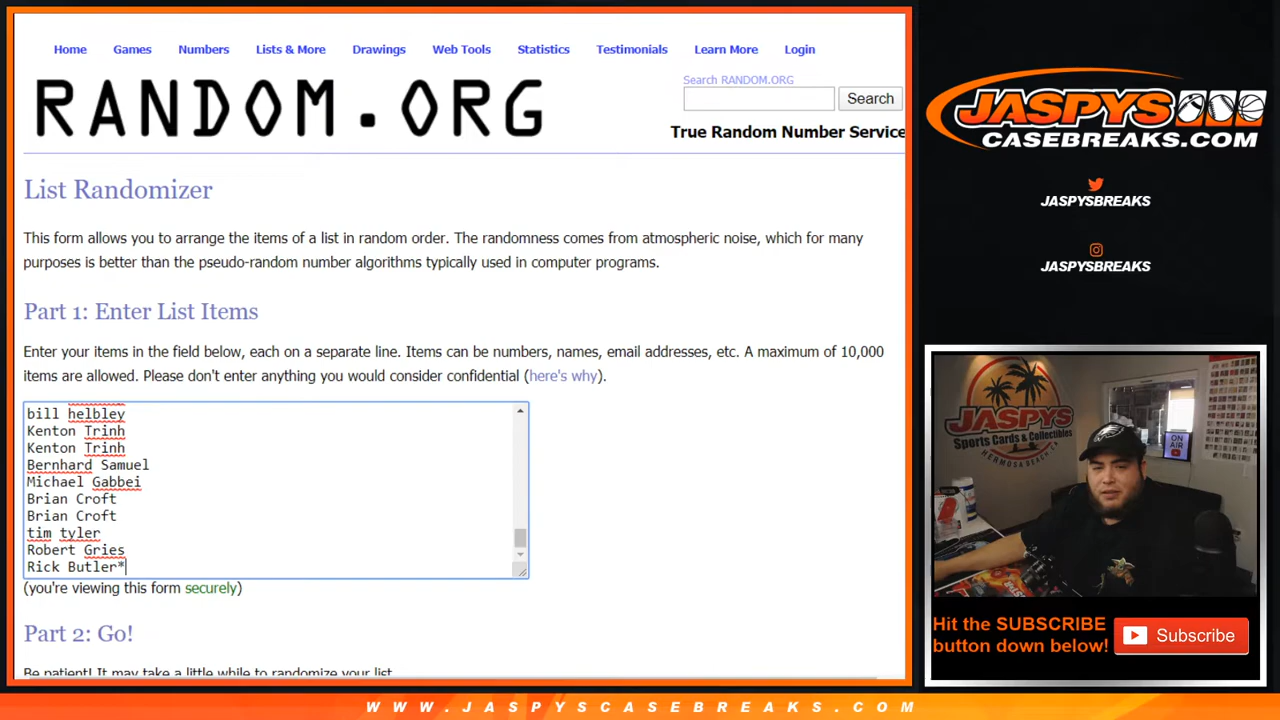 Home Games Numbers Lists & More Drawings Web Tools Statistics Testimonials Learn More Login
RANDOM.ORG
Search RANDOM.ORG
Search
True Random Number Service
List Randomizer
This form allows you to arrange the items of a list in random order. The randomness comes from atmospheric noise, which for many
purposes is better than the pseudo-random number algorithms typically used in computer programs.
Part 1: Enter List Items
Enter your items in the field below, each on a separate line. Items can be numbers, names, email addresses, etc. A maximum of 10,000
items are allowed. Please don't enter anything you would consider confidential (here's why).
bill helbley
Kenton Trinh
Kenton Trinh
Bernhard Samuel
Michael Gabbei
Brian Croft
Brian Croft
tim tyler
Robert Gries
Rick Butler*
(you're viewing this form securely)
Part 2: Go!
Be patient! It may take a little while to randomize your list
JASPYS
CASEBREAKS.COM
JASPYSBREAKS
JASPYSBREAKS
JASPYS
Sports Cards & Collectibles
HERMOSA BEACH CA
ON
AIR
Hit the SUBSCRIBE
button down below!
Subscribe
WWW.JASPYSCASEBREAKS.COM